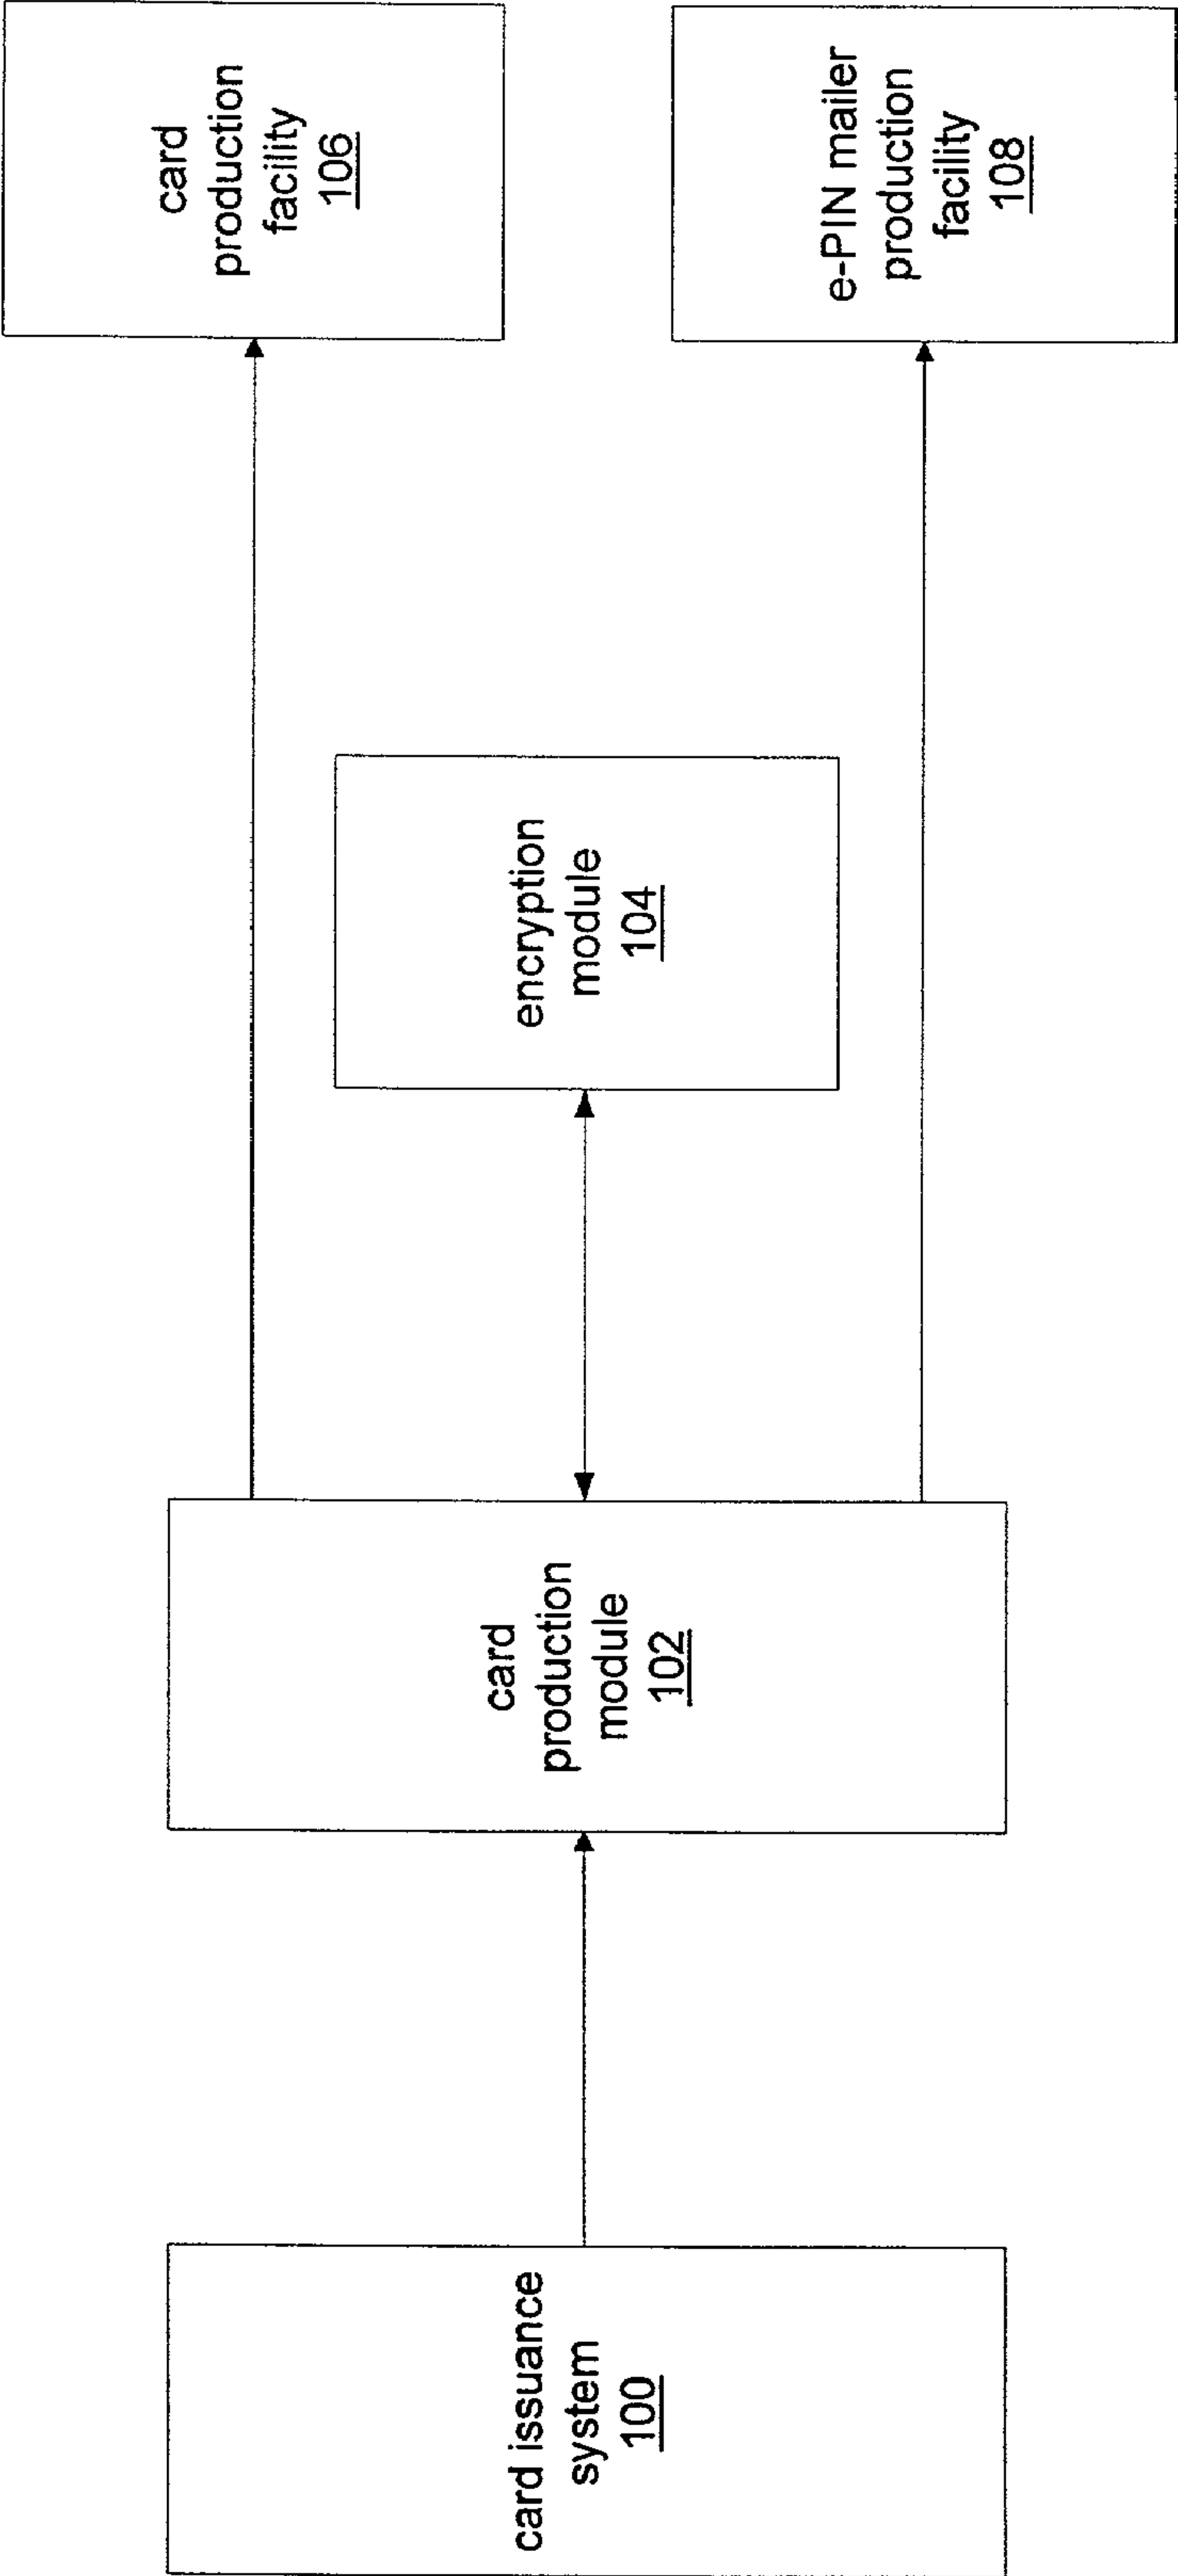 card issuance
system
100
card
production
module
102
encryption
module
104
card
production
facility
106
e-PIN mailer
production
facility
108